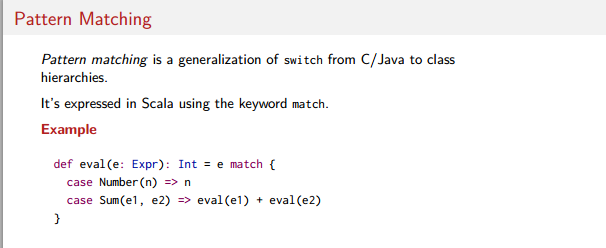 Pattern Matching
Pattern matching is a generalization of switch from C/Java to class
hierarchies.
It's expressed in Scala using the keyword match.
Example
def eval(e: Expr): Int = e match {
case Number(n) => n
case Sum(e1, e2) => eval(e1) + eval(e2)
}